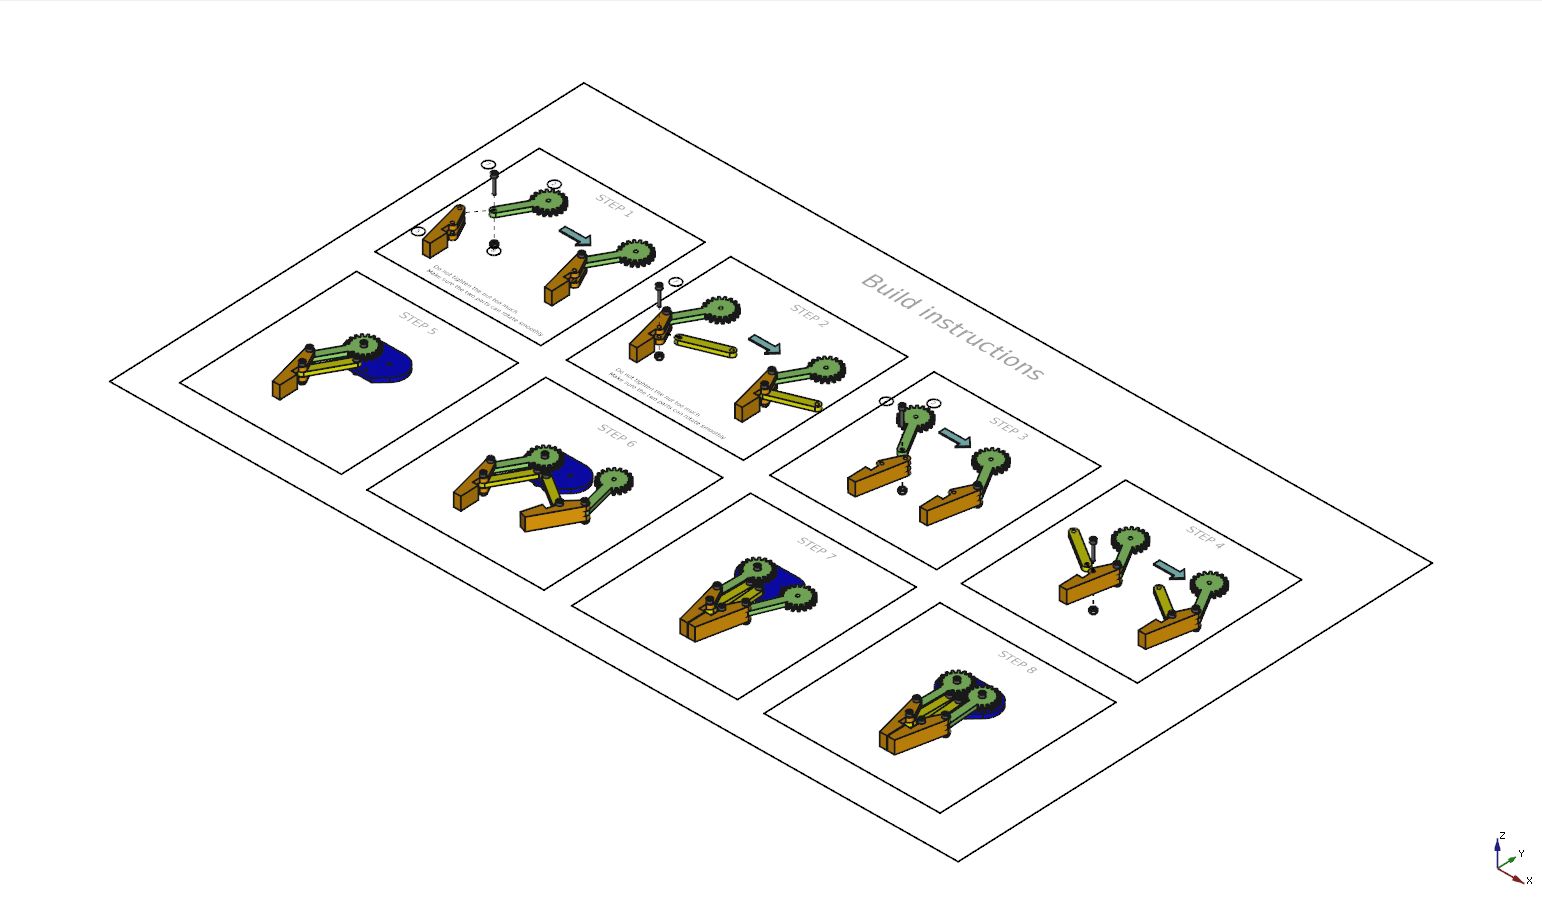 Build instructions
STEP 1
Do not tighten the nut too much.
Make sure the two parts can rotate smoothly
STEP 2
Do not tighten the nut too much.
Make sure the two parts can rotate smoothly
STEP 3
STEP 4
STEP 5
STEP 6
STEP 7
STEP 8
Z
Y
X